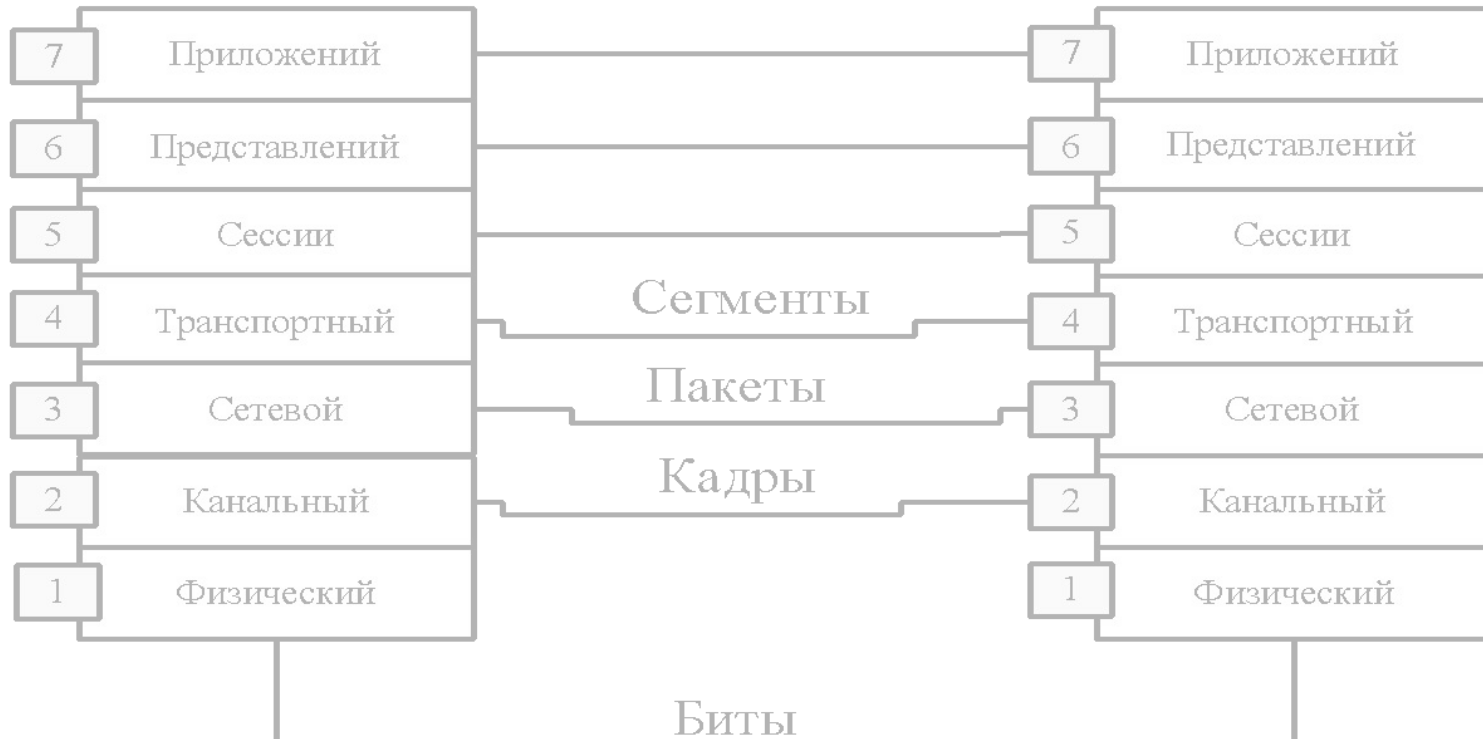 7 Приложений 7 Приложений
6 Представлений 6 Представлений
5 Сессии 5 Сессии
Сегменты
4 Транспортный 4 Транспортный
Пакеты
3 Сетевой 3 Сетевой
Кадры
2 Канальный 2 Канальный
1 Физический 1 Физический
Биты